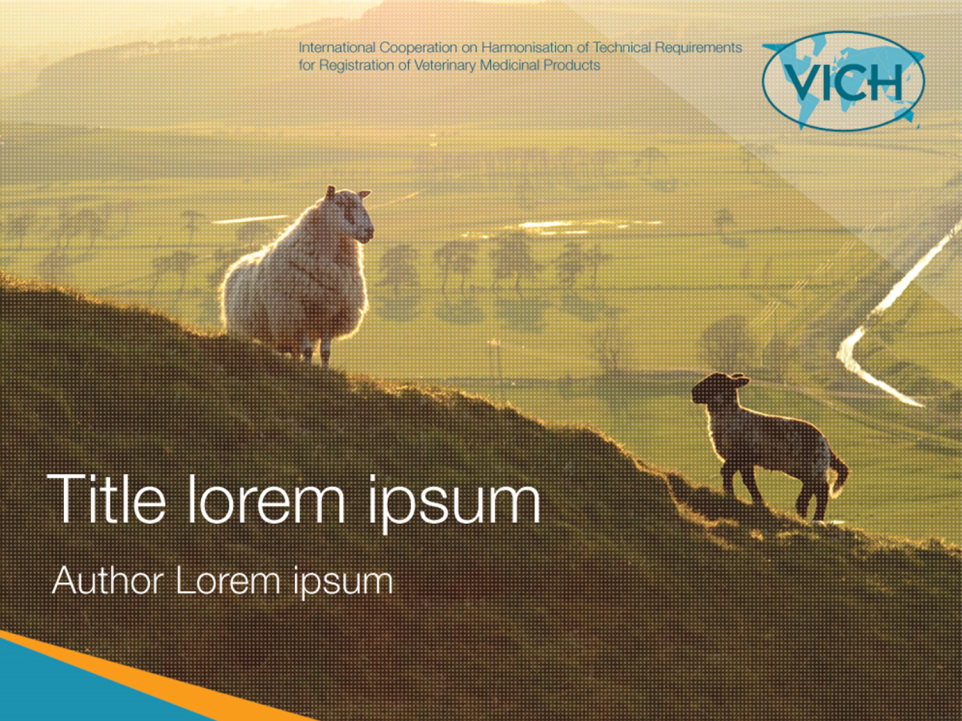 International Cooperation on Harmonisation of Technical Requirements
for Registration of Veterinary Medicinal Products
VICH
Title lorem ipsum
Author Lorem ipsum